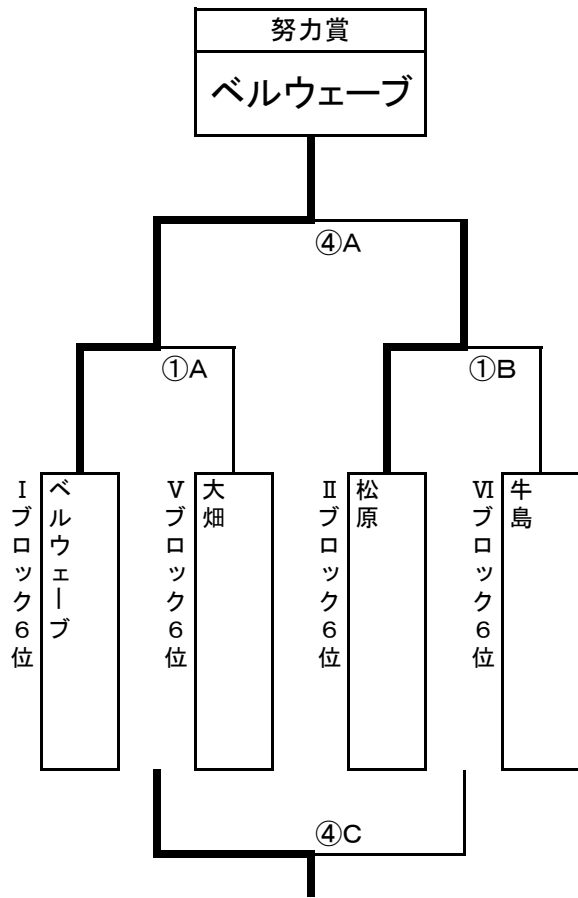 努力賞
ベルウェーブ
④A
①A
①B
Ⅰブロック6位
ベルウェーブ
Ⅴブロック6位
大畑
Ⅱブロック6位
松原
Ⅵブロック6位
牛島
④C